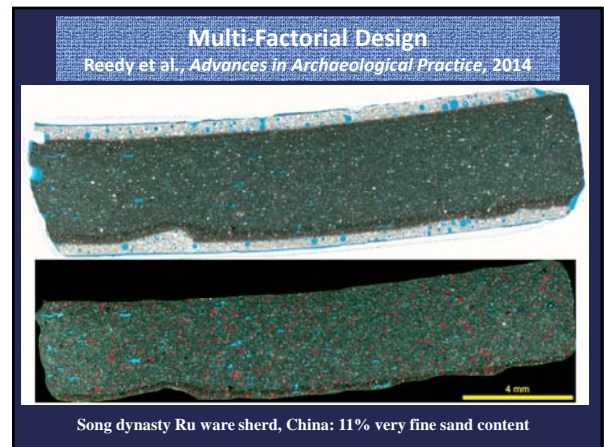 Multi-Factorial Design
Reedy et al., Advances in Archaeological Practice, 2014
4 mm
Song dynasty Ru ware sherd, China: 11% very fine sand content